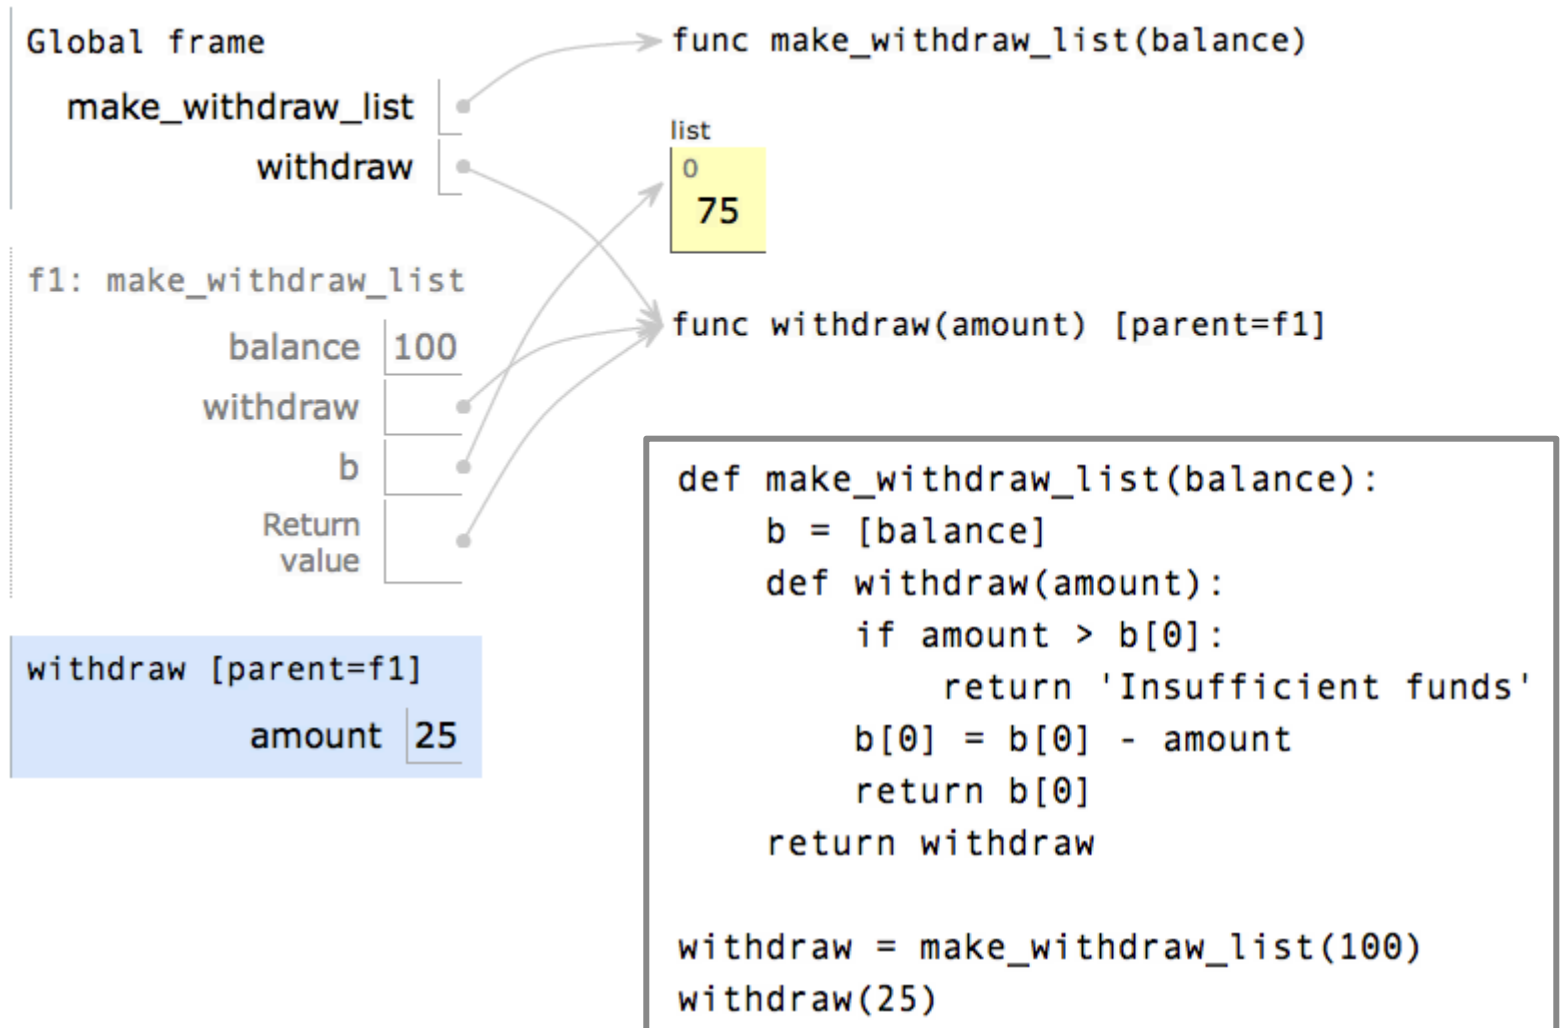 Global frame
make_withdraw_list
withdraw
func make_withdraw_list(balance)
list
0
75
func withdraw(amount) [parent=f1]
f1: make_withdraw_list
balance 100
withdraw
b
Return
value
withdraw [parent=f1]
amount 25
def make_withdraw_list(balance):
    b = [balance]
    def withdraw(amount):
        if amount > b[0]:
            return 'Insufficient funds'
        b[0] = b[0] - amount
        return b[0]
    return withdraw
withdraw = make_withdraw_list(100)
withdraw(25)